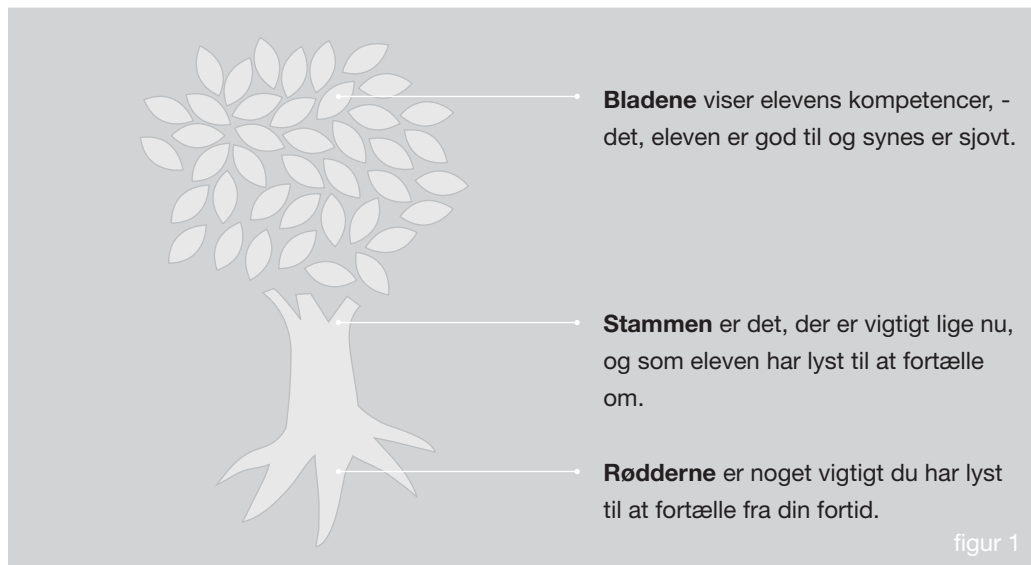 Bladene viser elevens kompetencer, -
det, eleven er god til og synes er sjovt.
Stammen er det, der er vigtigt lige nu,
og som eleven har lyst til at fortælle
om.
Rødderne er noget vigtigt du har lyst
til at fortælle fra din fortid.
figur 1